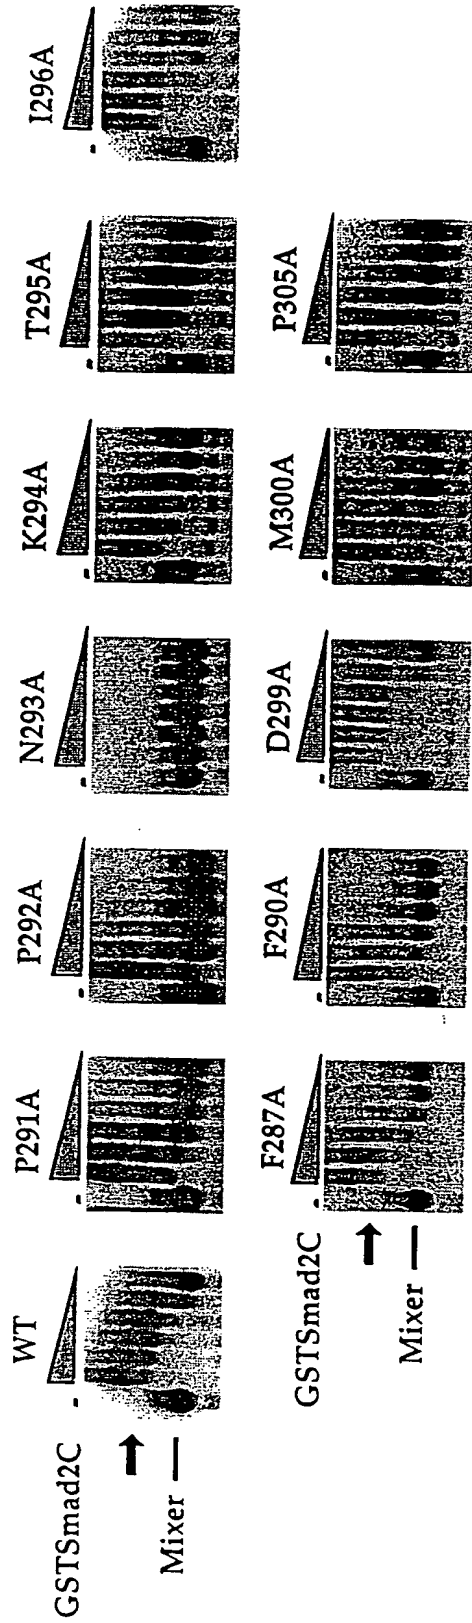 WT P291A P292A N293A K294A T295A I296A
- - - - - - -
GSTSmad2C
Mixer
F287A F290A D299A M300A P305A
- - - - -
GSTSmad2C
Mixer